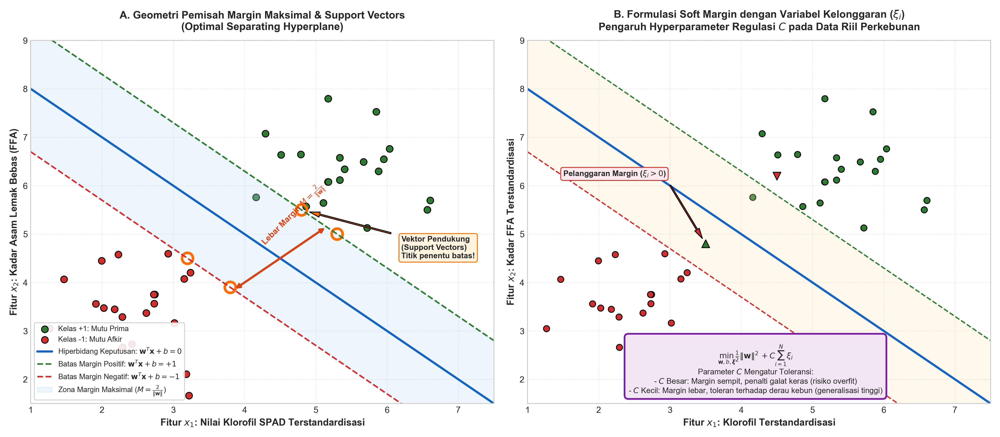 A. Geometri Pemisah Margin Maksimal & Support Vectors
(Optimal Separating Hyperplane)
9
8
7
6
5
4
3
2
Fitur x₂: Kadar Asam Lemak Bebas (FFA)
Lebar Margin M = 2/‖w‖
Vektor Pendukung
(Support Vectors)
Titik penentu batas!
Kelas +1: Mutu Prima
Kelas -1: Mutu Afkir
Hiperbidang Keputusan: wᵀx + b = 0
Batas Margin Positif: wᵀx + b = +1
Batas Margin Negatif: wᵀx + b = −1
Zona Margin Maksimal (M = 2/‖w‖)
1 2 3 4 5 6 7
Fitur x₁: Nilai Klorofil SPAD Terstandardisasi
B. Formulasi Soft Margin dengan Variabel Kelonggaran (ξᵢ)
Pengaruh Hyperparameter Regulasi C pada Data Riil Perkebunan
9
8
7
6
5
4
3
2
Fitur x₂: Kadar FFA Terstandardisasi
Pelanggaran Margin (ξᵢ > 0)
min w, b, ξ 1/2 ‖w‖² + C ∑ i = 1 N ξᵢ
Parameter C Mengatur Toleransi:
- C Besar: Margin sempit, penalti galat keras (risiko overfit)
- C Kecil: Margin lebar, toleran terhadap derau kebun (generalisasi tinggi)
1 2 3 4 5 6 7
Fitur x₁: Klorofil Terstandardisasi